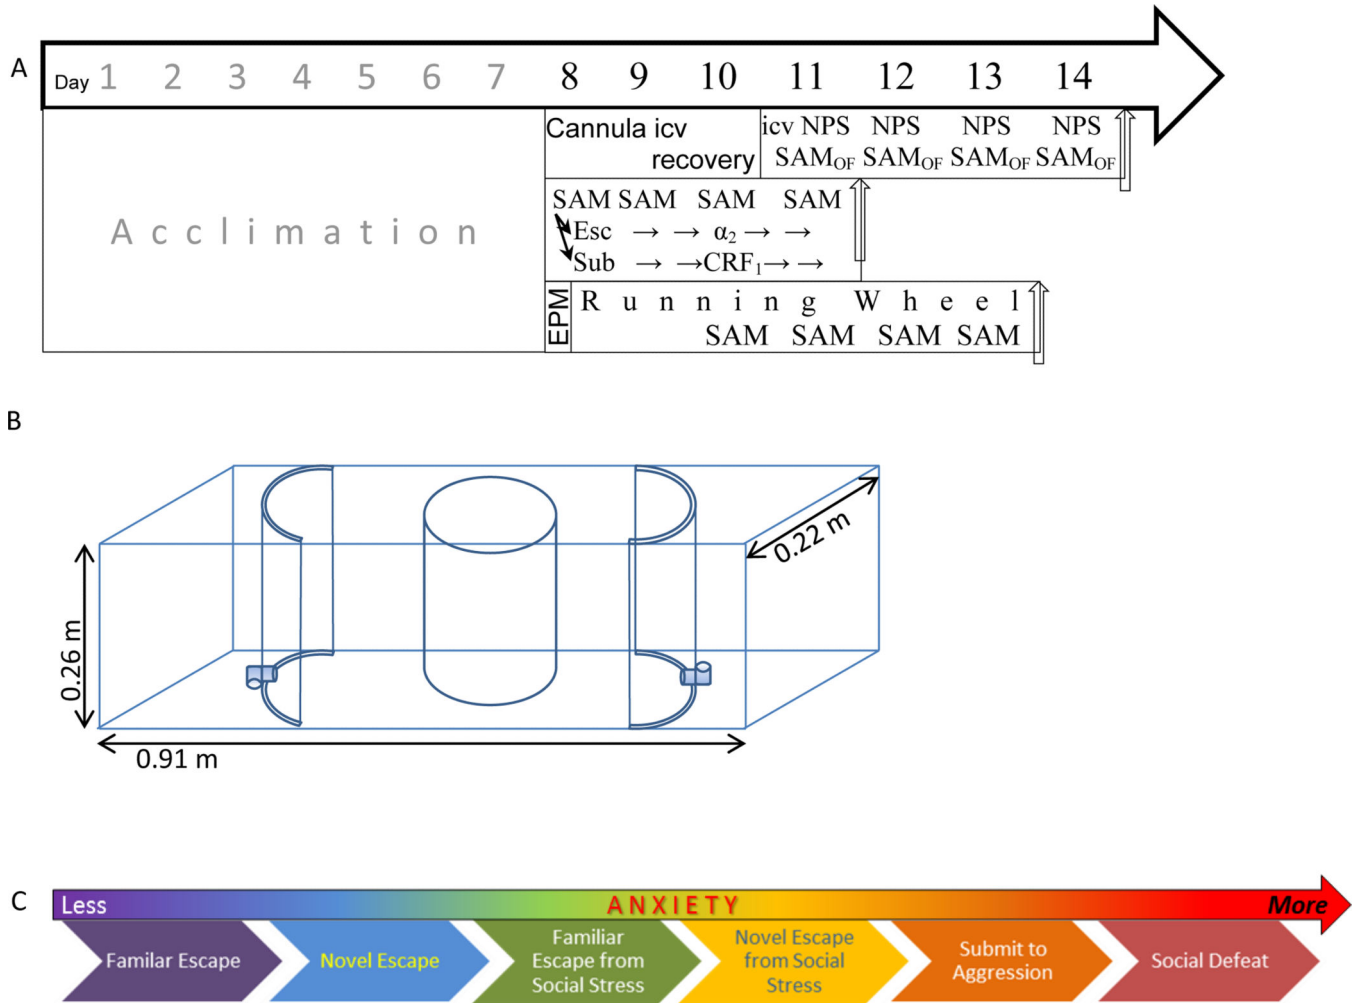 A
Day 1 2 3 4 5 6 7 8 9 10 11 12 13 14
Cannula icv
recovery
icv NPS NPS NPS NPS
SAMOF SAMOF SAMOF SAMOF
Acclimation
SAM SAM SAM SAM
Esc → → α2 → →
Sub → → CRF1 → →
EPM
Running Wheel
SAM SAM SAM SAM
B
0.26 m
0.22 m
0.91 m
C
Less ANXIETY More
Familar Escape
Novel Escape
Familiar
Escape from
Social Stress
Novel Escape
from Social
Stress
Submit to
Aggression
Social Defeat